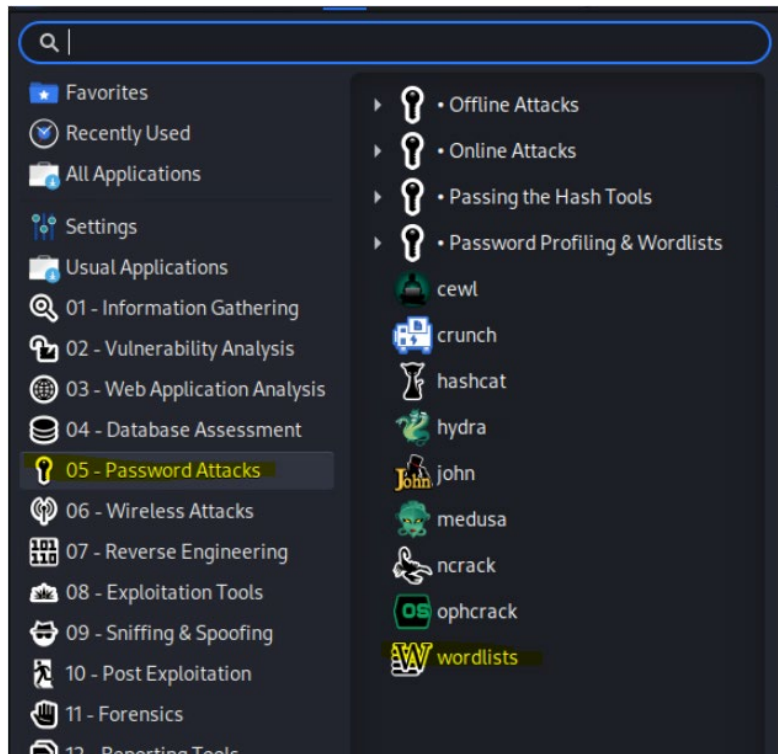 Favorites
Recently Used
All Applications
Settings
Usual Applications
01 - Information Gathering
02 - Vulnerability Analysis
03 - Web Application Analysis
04 - Database Assessment
05 - Password Attacks
06 - Wireless Attacks
07 - Reverse Engineering
08 - Exploitation Tools
09 - Sniffing & Spoofing
10 - Post Exploitation
11 - Forensics
12 - Reporting Tools
• Offline Attacks
• Online Attacks
• Passing the Hash Tools
• Password Profiling & Wordlists
cewl
crunch
hashcat
hydra
john
medusa
ncrack
ophcrack
wordlists